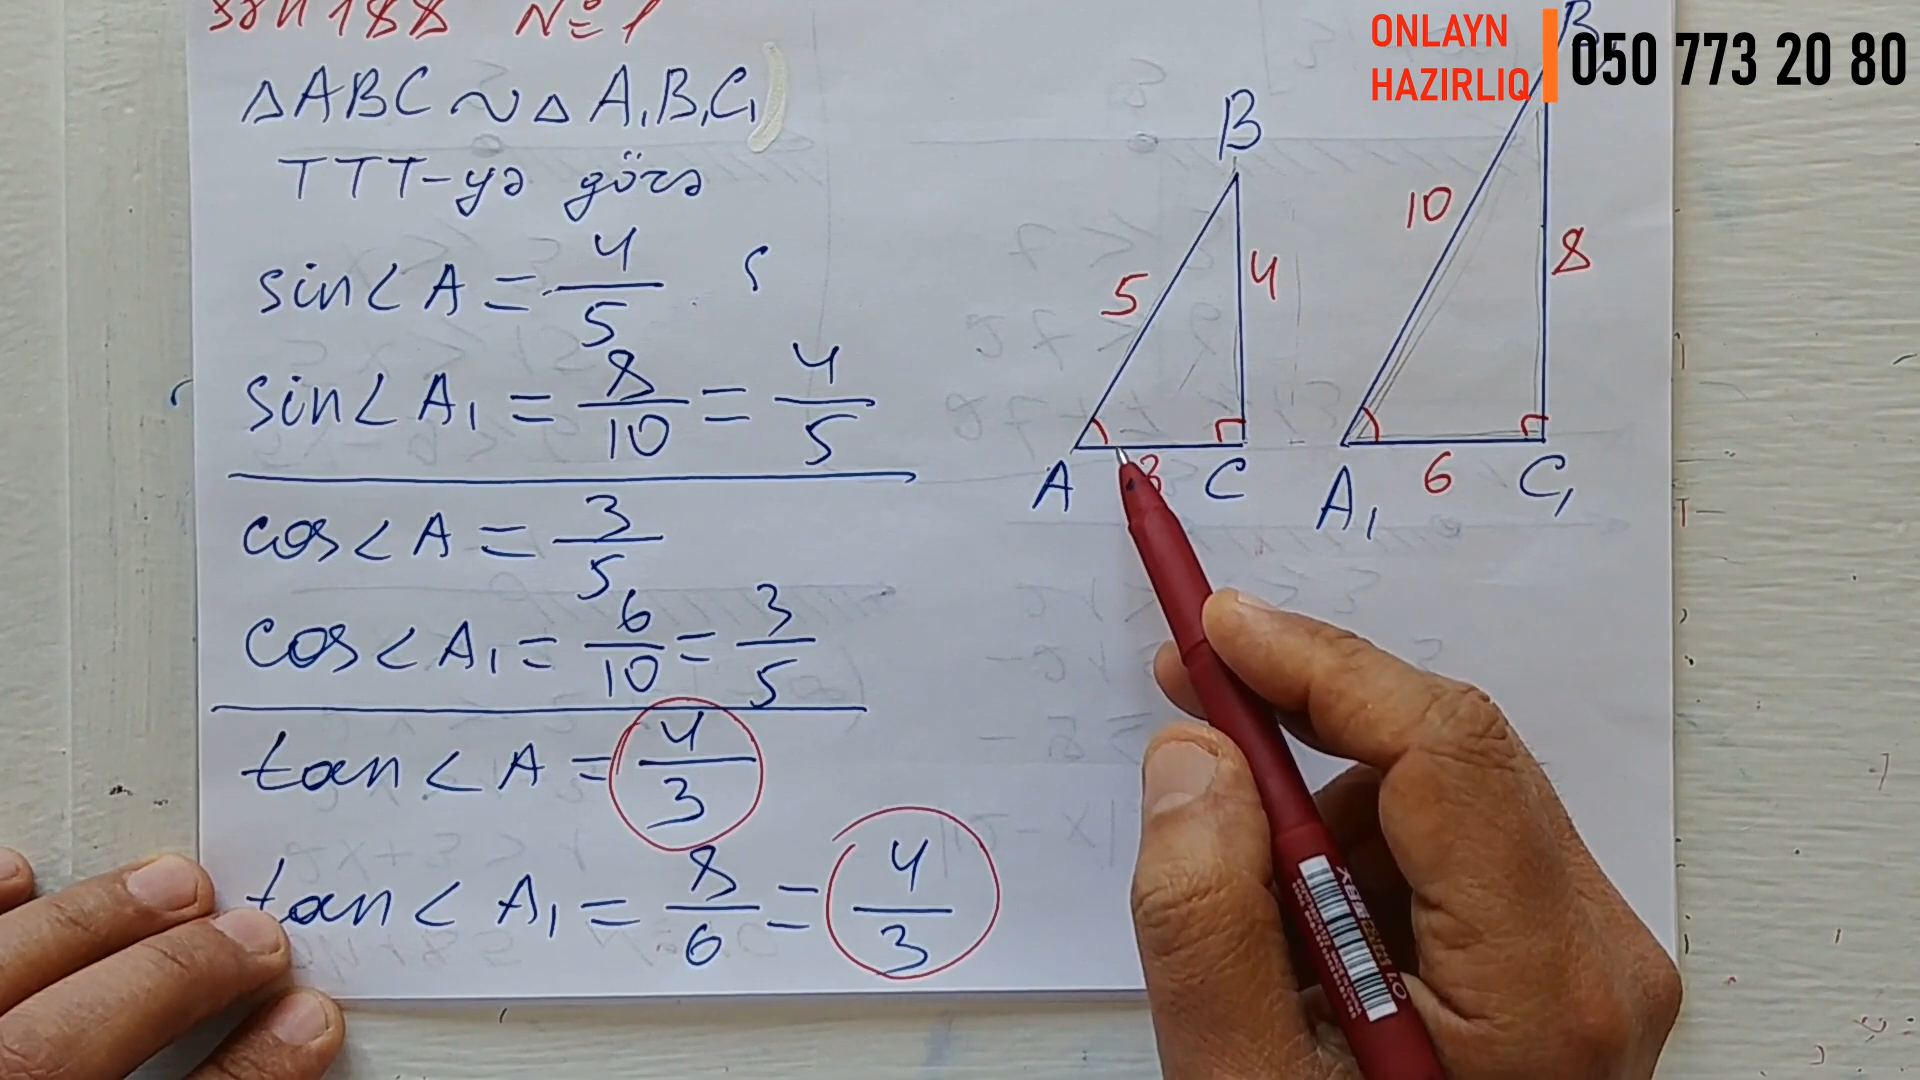 № 1
△ABC ~ △A₁B₁C₁
TTT-yə görə
sin∠A = 4/5
sin∠A₁ = 8/10 = 4/5
cos∠A = 3/5
cos∠A₁ = 6/10 = 3/5
tan∠A = 4/3
tan∠A₁ = 8/6 = 4/3
ONLAYN
HAZIRLIQ
050 773 20 80
B
5
4
A
3
C
B
10
8
A₁
6
C₁